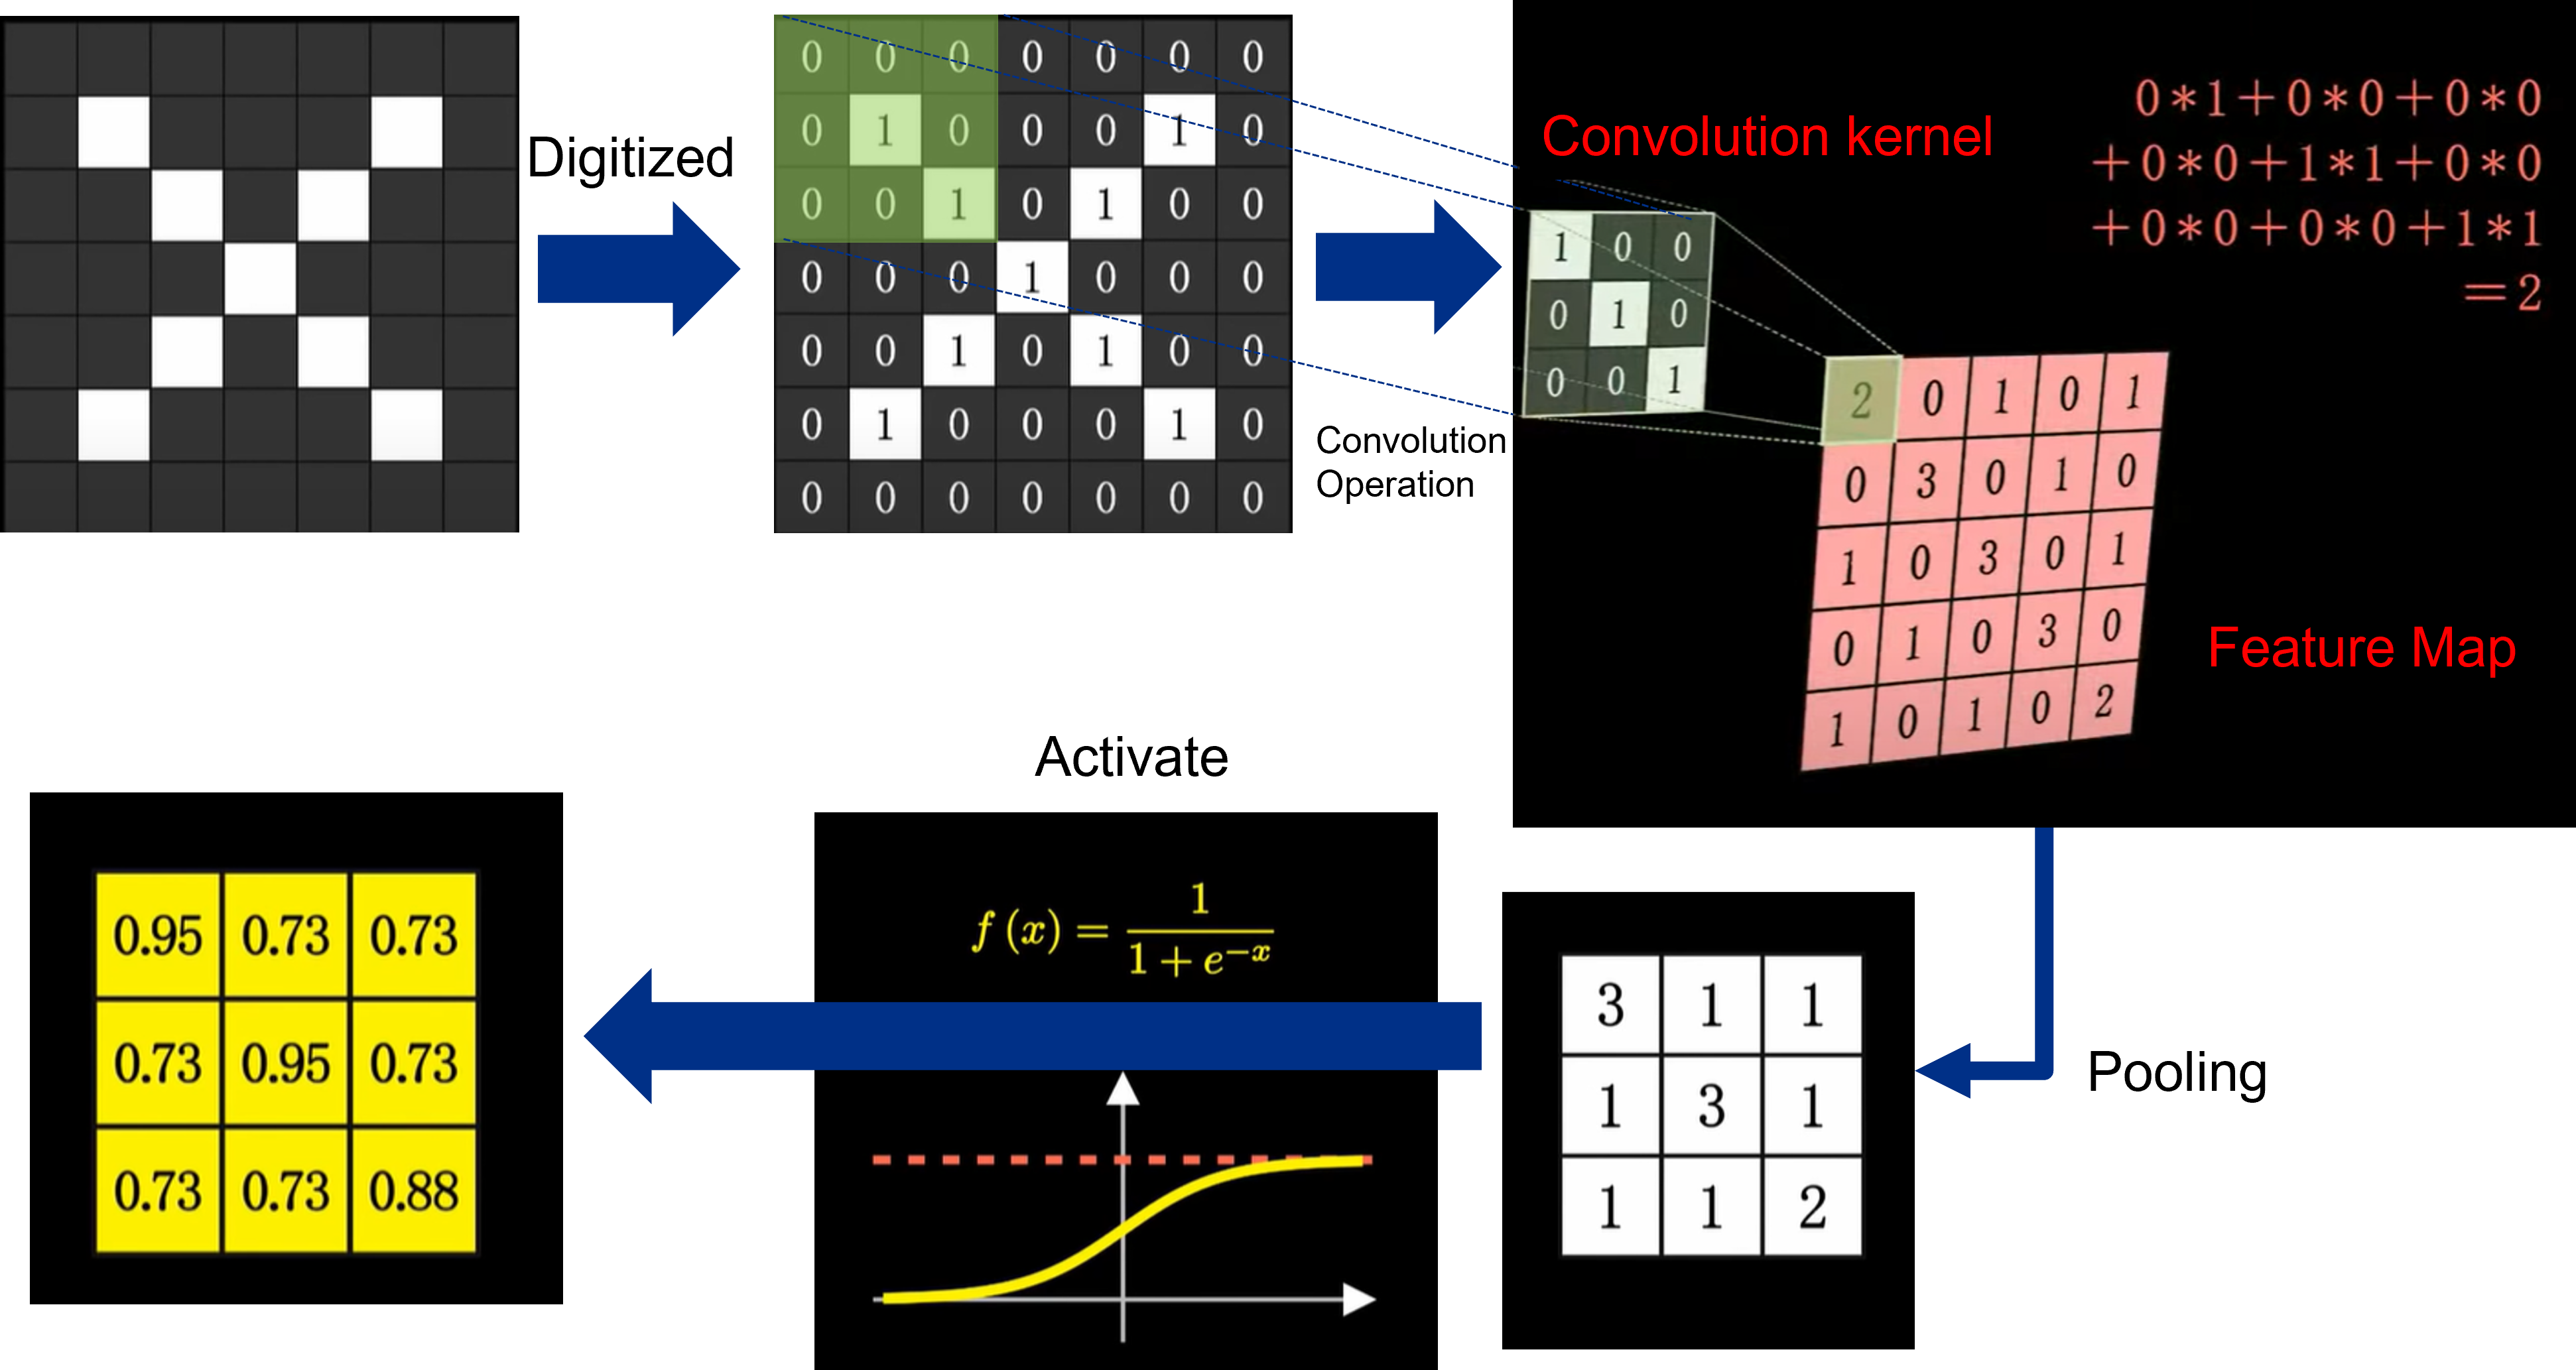 Digitized
0 0 0 0 0 0 0
0 1 0 0 0 1 0
0 0 1 0 1 0 0
0 0 0 1 0 0 0
0 0 1 0 1 0 0
0 1 0 0 0 1 0
0 0 0 0 0 0 0
Convolution
Operation
Convolution kernel
1 0 0
0 1 0
0 0 1
0*1+0*0+0*0
+0*0+1*1+0*0
+0*0+0*0+1*1
=2
2 0 1 0 1
0 3 0 1 0
1 0 3 0 1
0 1 0 3 0
1 0 1 0 2
Feature Map
Pooling
3 1 1
1 3 1
1 1 2
Activate
f (x) = 1 / 1 + e^{-x}
0.95 0.73 0.73
0.73 0.95 0.73
0.73 0.73 0.88